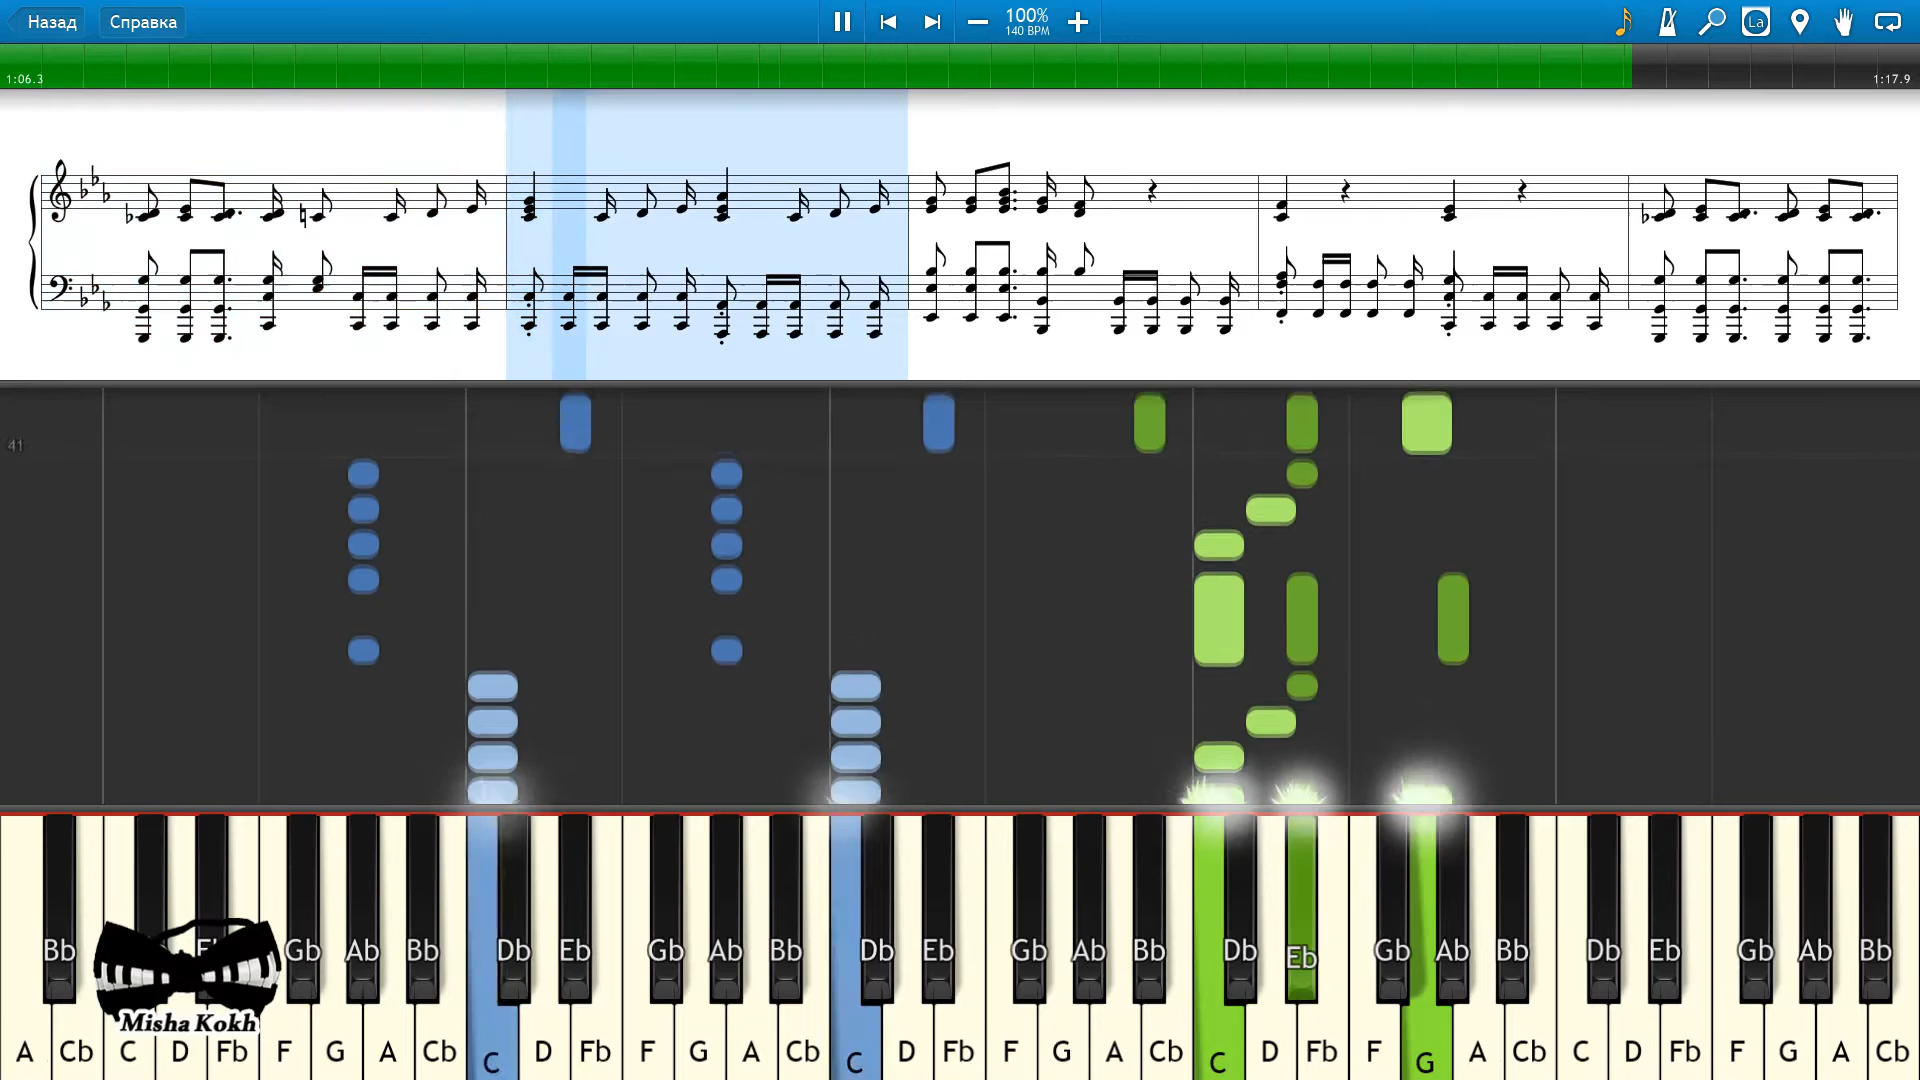 Назад Справка 100% 140 BPM La
1:06.3 1:17.9
41
Bb Gb Ab Bb Db Eb Gb Ab Bb Db Eb Gb Ab Bb Db Eb Gb Ab Bb Db Eb Gb Ab Bb
Misha Kokh
A Cb C D Fb F G A Cb C D Fb F G A Cb C D Fb F G A Cb C D Fb F G A Cb C D Fb F G A Cb